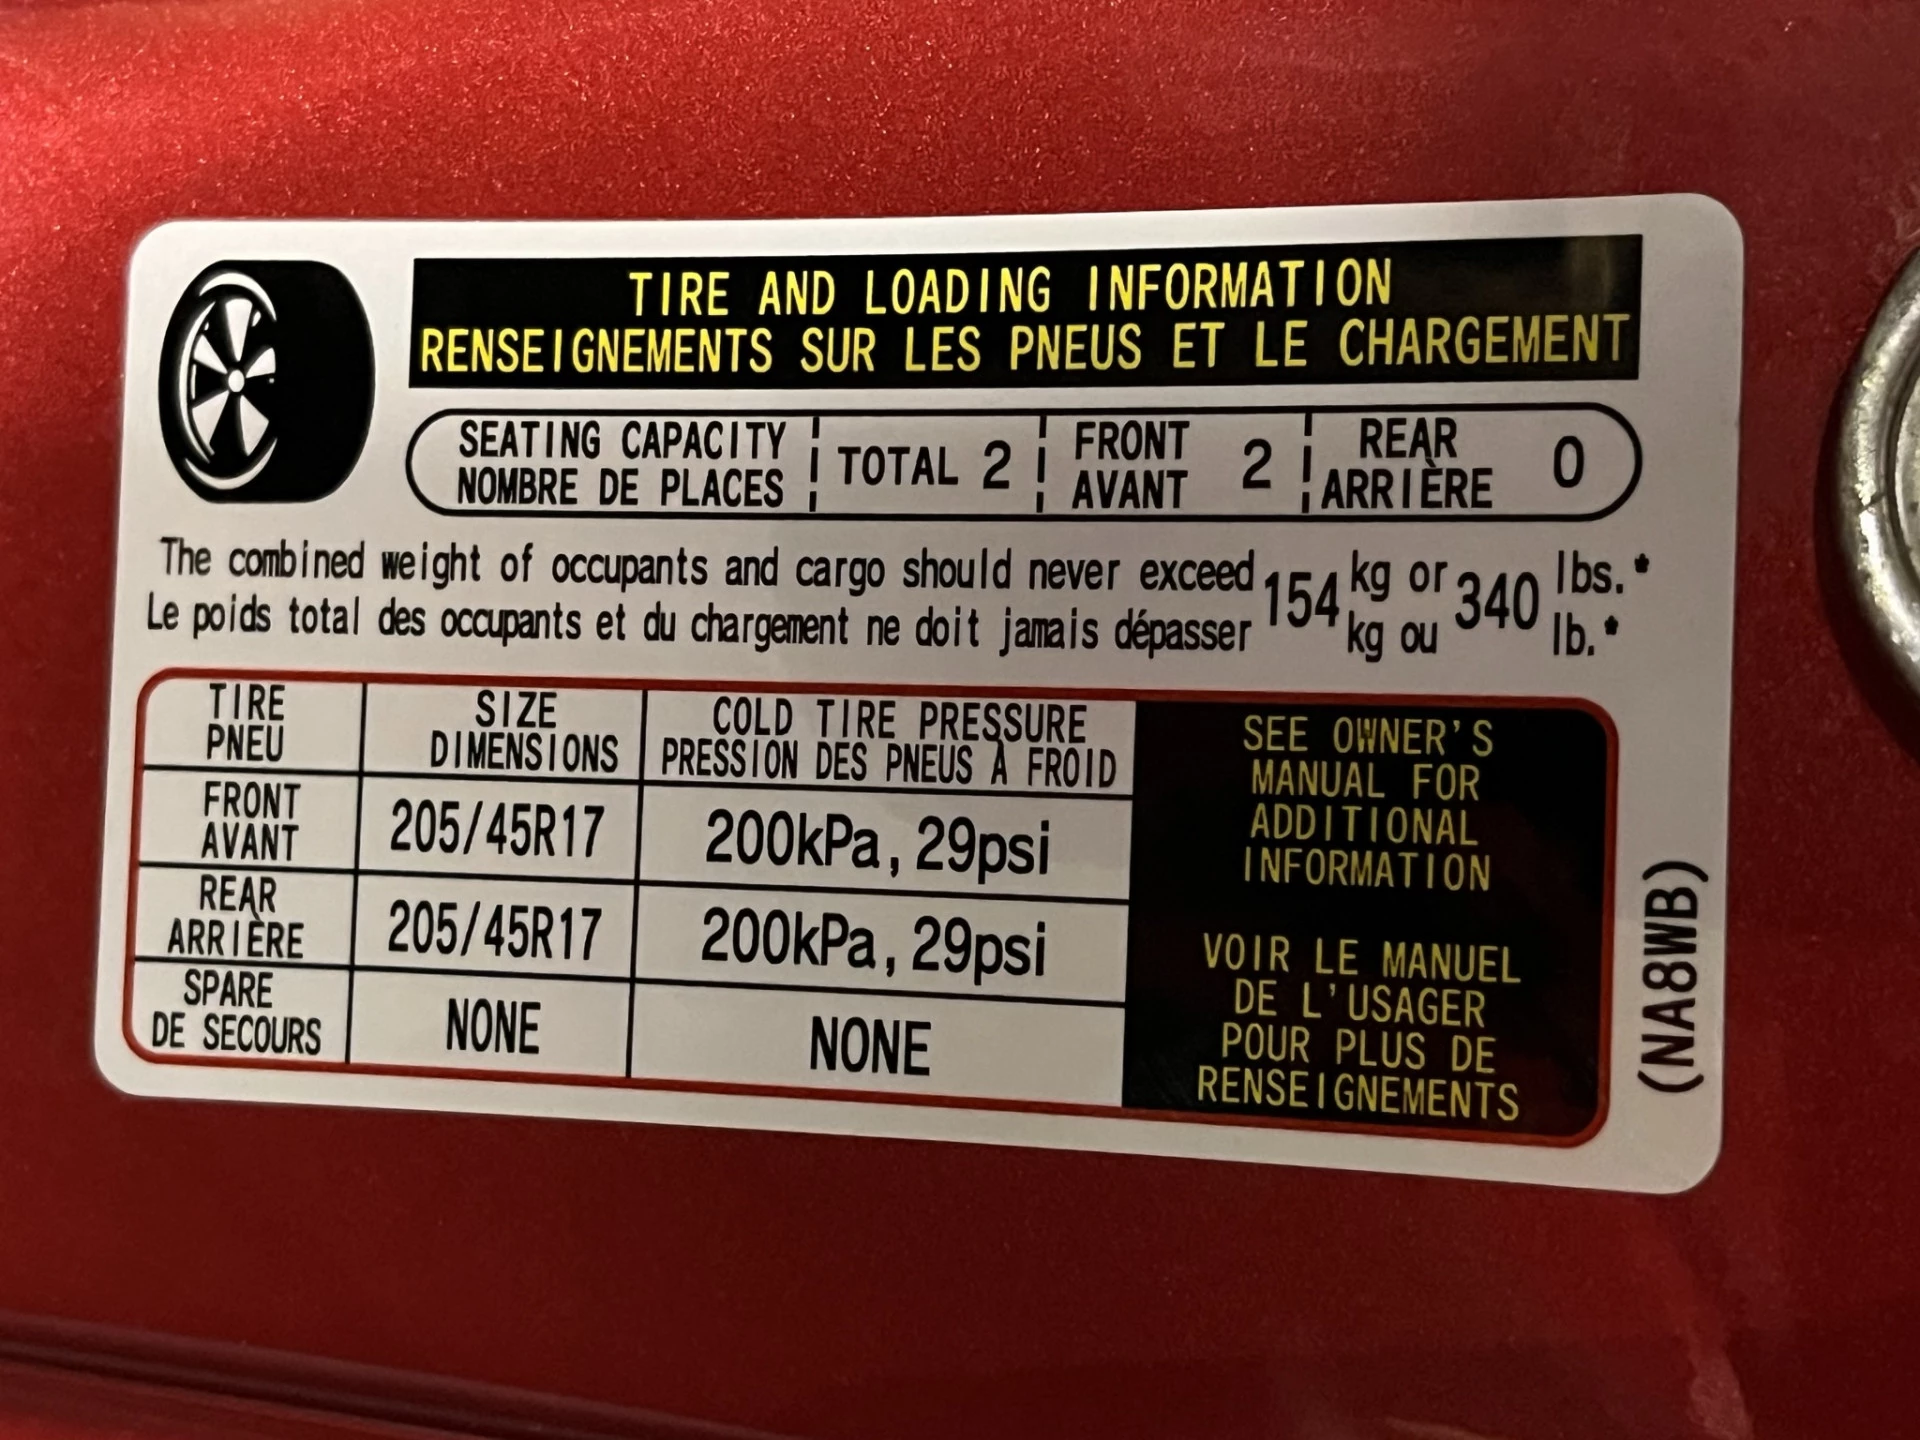 TIRE AND LOADING INFORMATION
RENSEIGNEMENTS SUR LES PNEUS ET LE CHARGEMENT
SEATING CAPACITY
NOMBRE DE PLACES
TOTAL 2
FRONT
AVANT
2
REAR
ARRIÈRE
0
The combined weight of occupants and cargo should never exceed 154 kg or 340 lbs.*
Le poids total des occupants et du chargement ne doit jamais dépasser kg ou lb.*
TIRE
PNEU
SIZE
DIMENSIONS
COLD TIRE PRESSURE
PRESSION DES PNEUS À FROID
FRONT
AVANT
205/45R17
200kPa, 29psi
REAR
ARRIÈRE
205/45R17
200kPa, 29psi
SPARE
DE SECOURS
NONE
NONE
SEE OWNER'S
MANUAL FOR
ADDITIONAL
INFORMATION
VOIR LE MANUEL
DE L'USAGER
POUR PLUS DE
RENSEIGNEMENTS
(NA8WB)